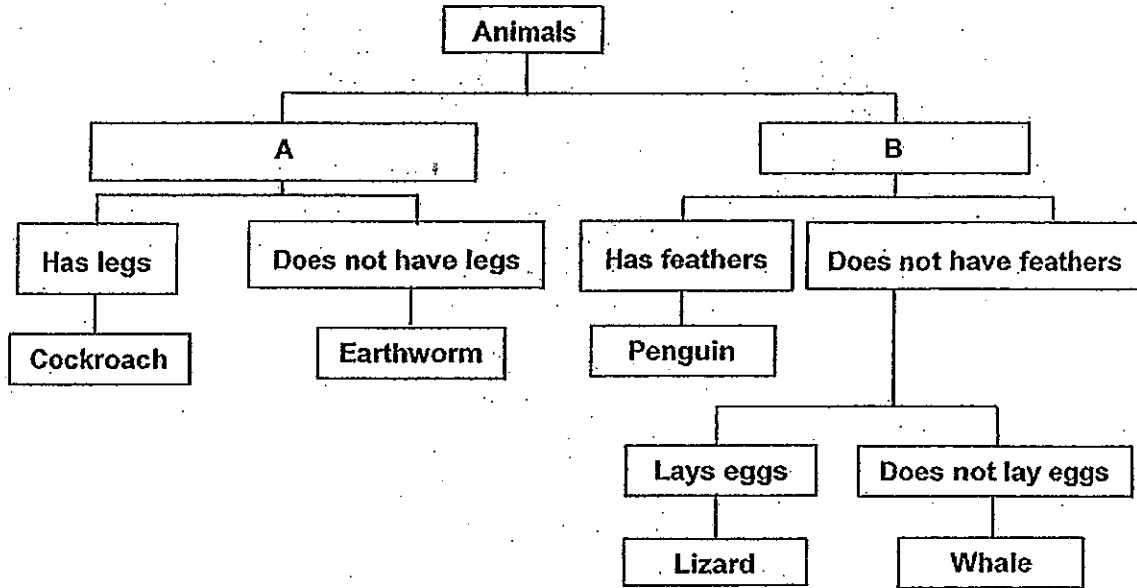 Animals
A
B
Has legs
Does not have legs
Has feathers
Does not have feathers
Cockroach
Earthworm
Penguin
Lays eggs
Does not lay eggs
Lizard
Whale